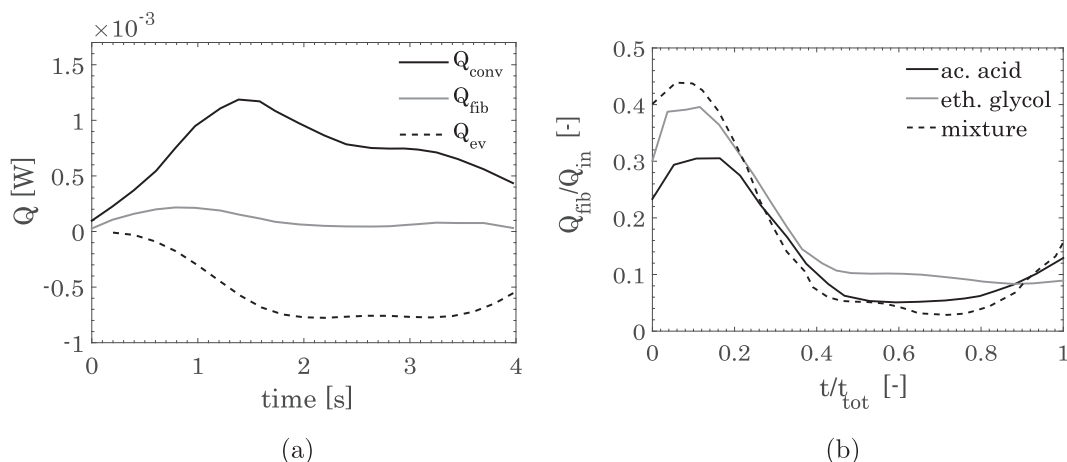 ×10⁻³
1.5
1
0.5
0
-0.5
-1
Q [W]
0 1 2 3 4
time [s]
Q_conv
Q_fib
Q_ev
(a)
0.5
0.4
0.3
0.2
0.1
0
Q_fib/Q_in [-]
0 0.2 0.4 0.6 0.8 1
t/t_tot [-]
ac. acid
eth. glycol
mixture
(b)